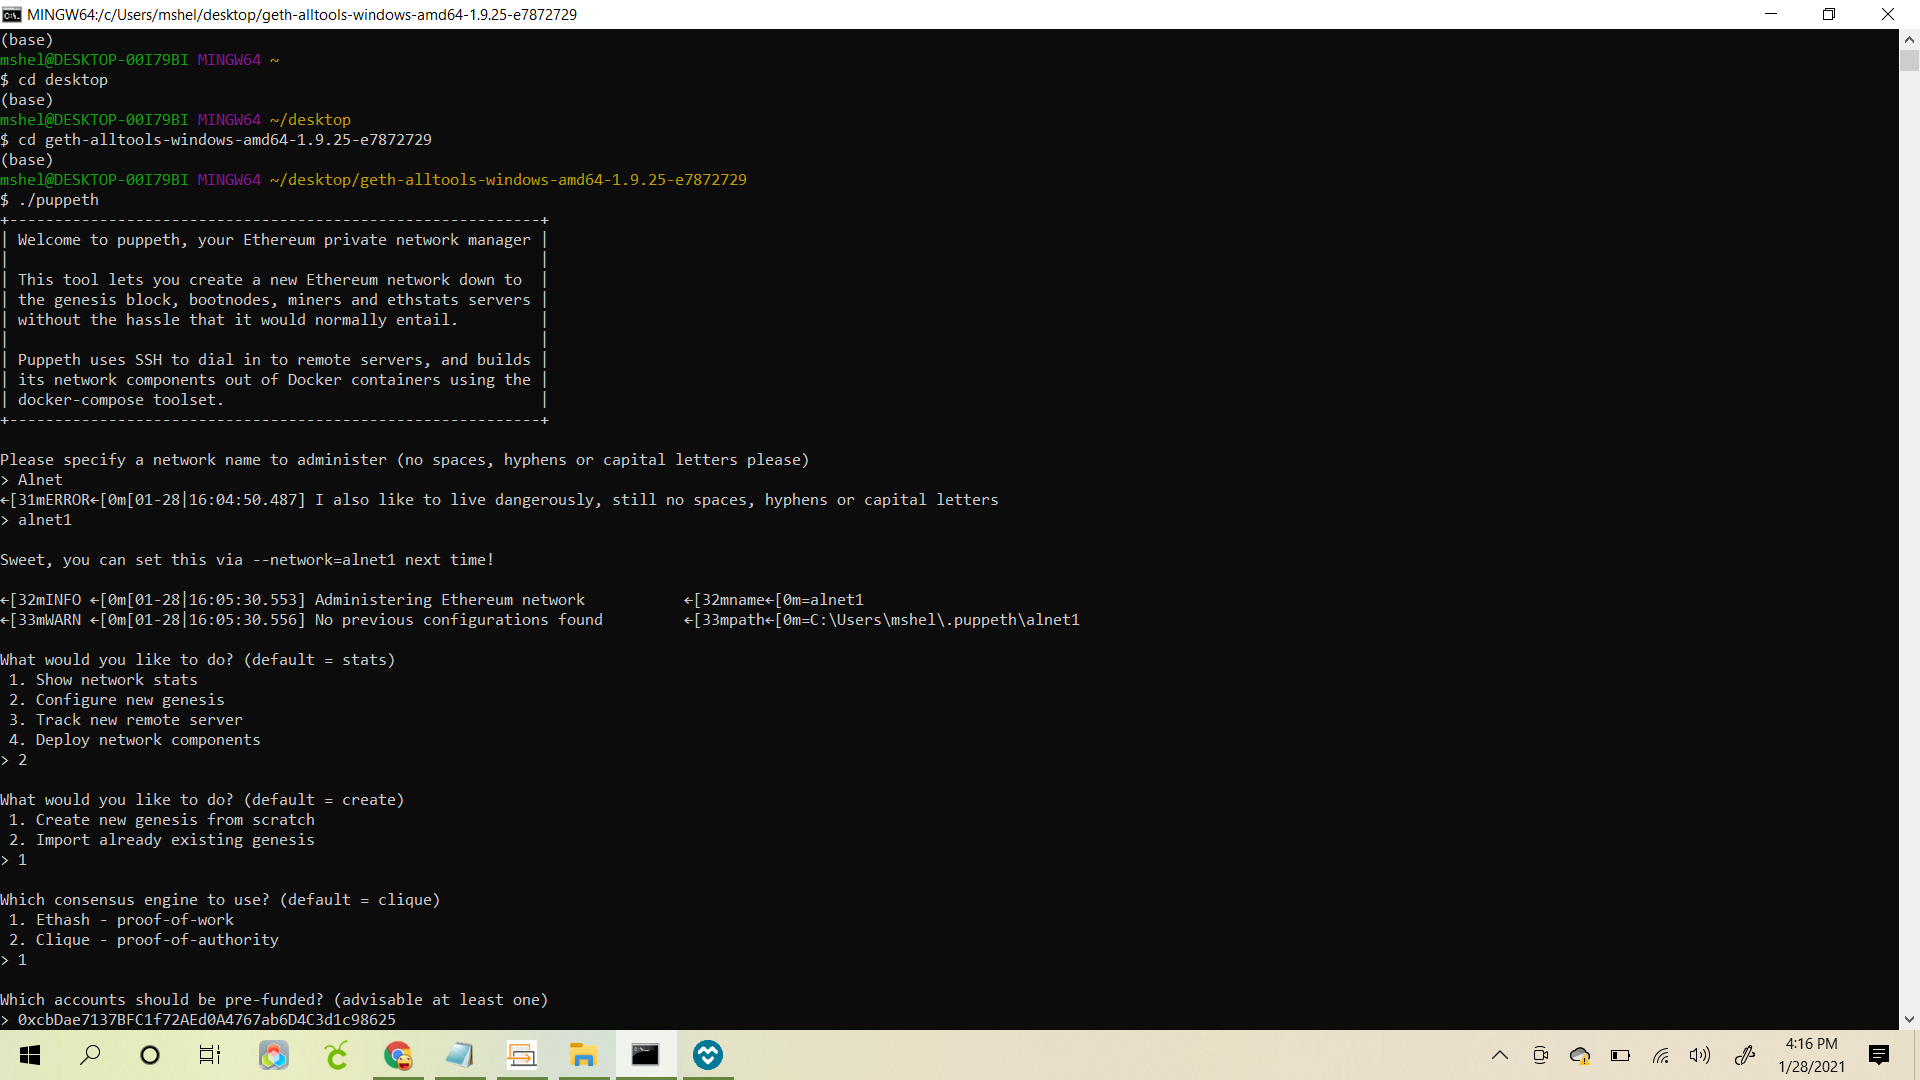 MINGW64:/c/Users/mshel/desktop/geth-alltools-windows-amd64-1.9.25-e7872729
(base)
mshel@DESKTOP-00I79BI MINGW64 ~
$ cd desktop
(base)
mshel@DESKTOP-00I79BI MINGW64 ~/desktop
$ cd geth-alltools-windows-amd64-1.9.25-e7872729
(base)
mshel@DESKTOP-00I79BI MINGW64 ~/desktop/geth-alltools-windows-amd64-1.9.25-e7872729
$ ./puppeth
+-----------------------------------------------------------+
| Welcome to puppeth, your Ethereum private network manager |
|                                                           |
| This tool lets you create a new Ethereum network down to  |
| the genesis block, bootnodes, miners and ethstats servers |
| without the hassle that it would normally entail.         |
|                                                           |
| Puppeth uses SSH to dial in to remote servers, and builds |
| its network components out of Docker containers using the |
| docker-compose toolset.                                   |
+-----------------------------------------------------------+
Please specify a network name to administer (no spaces, hyphens or capital letters please)
> Alnet
←[31mERROR←[0m[01-28|16:04:50.487] I also like to live dangerously, still no spaces, hyphens or capital letters
> alnet1
Sweet, you can set this via --network=alnet1 next time!
←[32mINFO ←[0m[01-28|16:05:30.553] Administering Ethereum network           ←[32mname←[0m=alnet1
←[33mWARN ←[0m[01-28|16:05:30.556] No previous configurations found         ←[33mpath←[0m=C:\Users\mshel\.puppeth\alnet1
What would you like to do? (default = stats)
1. Show network stats
2. Configure new genesis
3. Track new remote server
4. Deploy network components
> 2
What would you like to do? (default = create)
1. Create new genesis from scratch
2. Import already existing genesis
> 1
Which consensus engine to use? (default = clique)
1. Ethash - proof-of-work
2. Clique - proof-of-authority
> 1
Which accounts should be pre-funded? (advisable at least one)
> 0xcbDae7137BFC1f72AEd0A4767ab6D4C3d1c98625
4:16 PM
1/28/2021